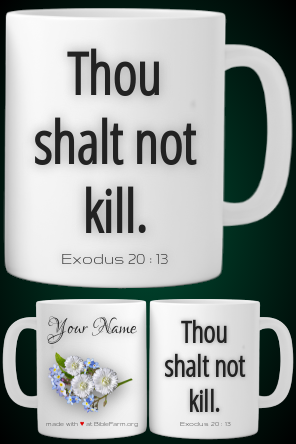 Thou
shalt not
kill.
Exodus 20 : 13
Your Name
made with ♥ at BibleFarm.org
Thou
shalt not
kill.
Exodus 20 : 13